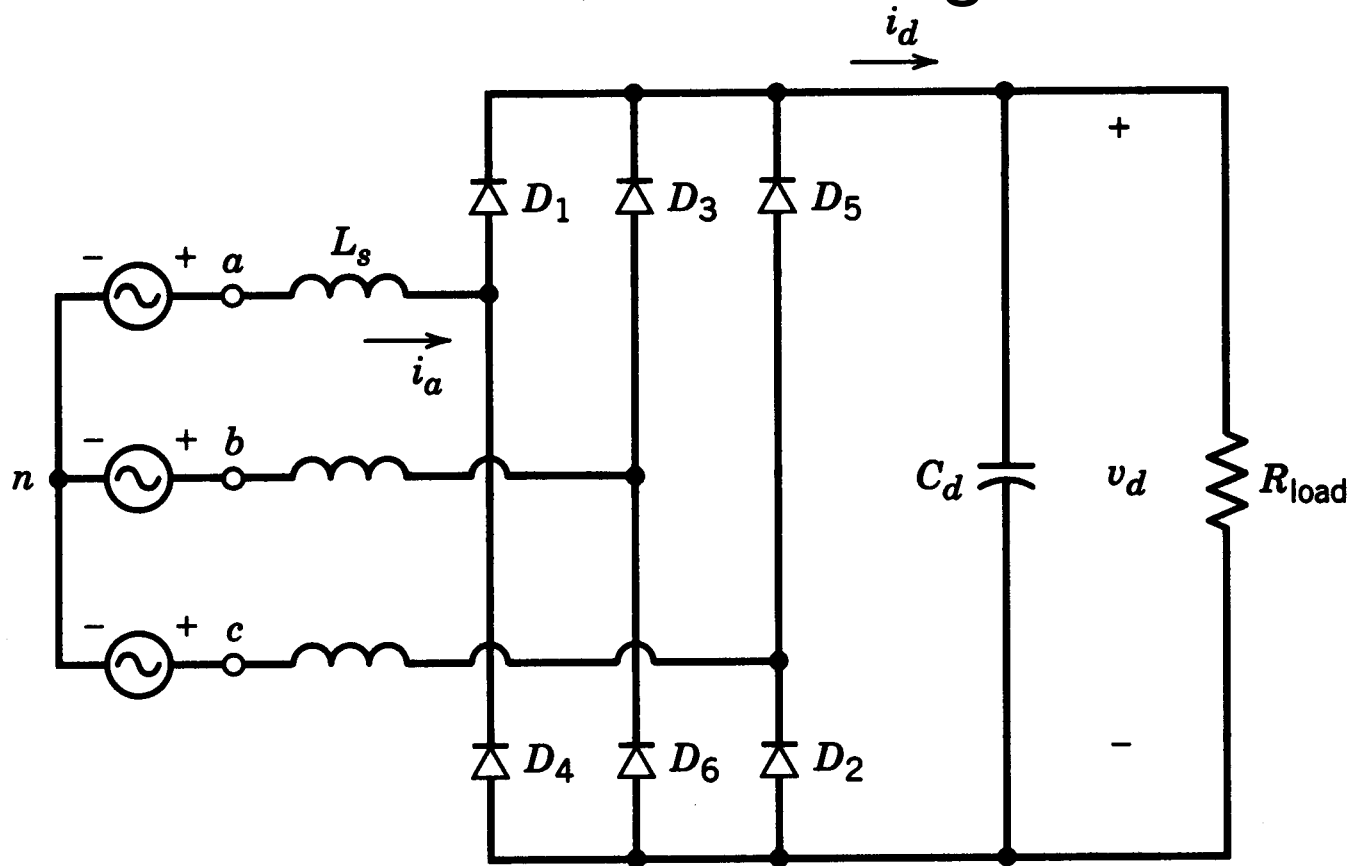 i_d
+
D_1 D_3 D_5
- + a L_s
i_a
- + b
n C_d v_d R_load
- + c
-
D_4 D_6 D_2